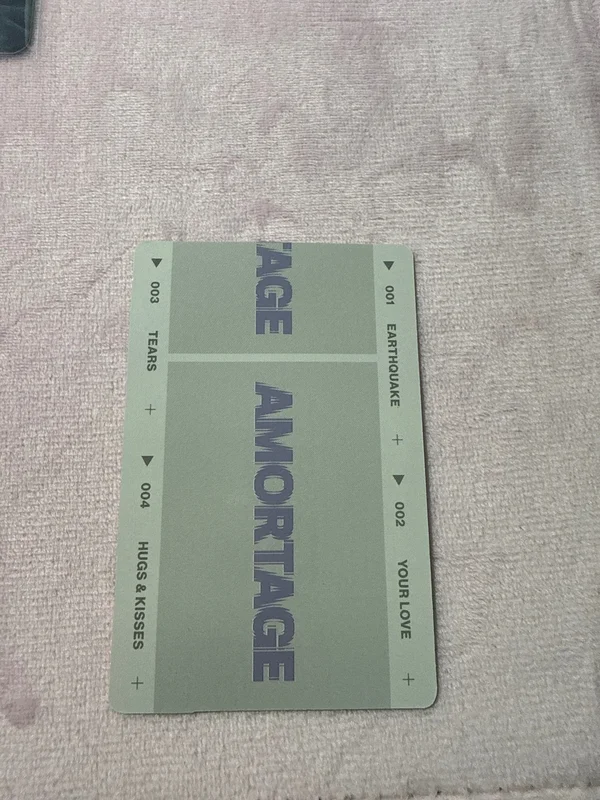 ▶ 001 EARTHQUAKE + ▶ 002 YOUR LOVE +
TAGE AMORTAGE
▶ 003 TEARS + ▶ 004 HUGS & KISSES +